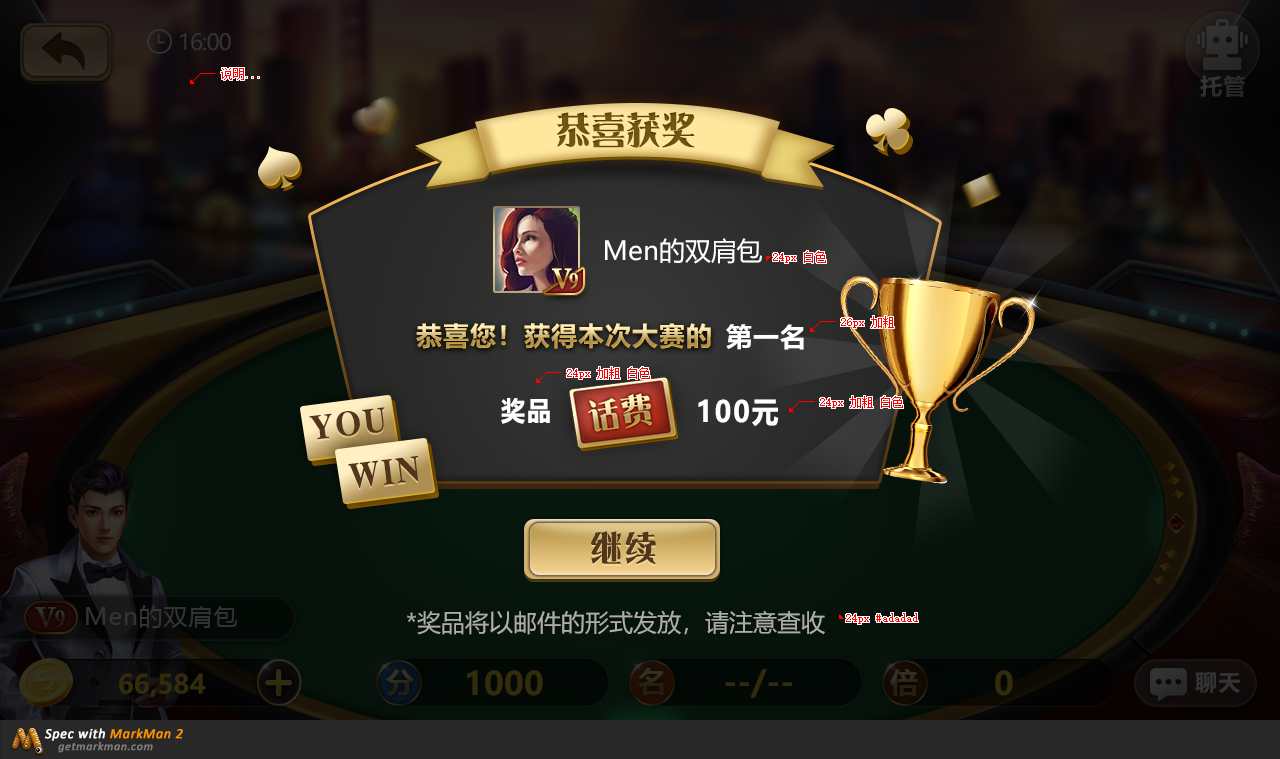 16:00
说明...
托管
恭喜获奖
Men的双肩包
24px 白色
V9
恭喜您！获得本次大赛的 第一名
26px 加粗
24px 加粗 白色
奖品 话费 100元
24px 加粗 白色
YOU
WIN
继续
V9 Men的双肩包
*奖品将以邮件的形式发放，请注意查收
24px #adadad
66,584
分 1000
名 --/--
倍 0
聊天
Spec with MarkMan 2
getmarkman.com